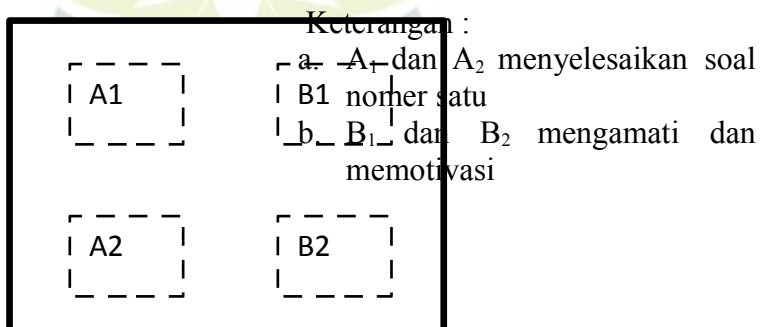 Keterangan :
a. A₁ dan A₂ menyelesaikan soal
nomer satu
b. B₁ dan B₂ mengamati dan
memotivasi
A1
B1
A2
B2